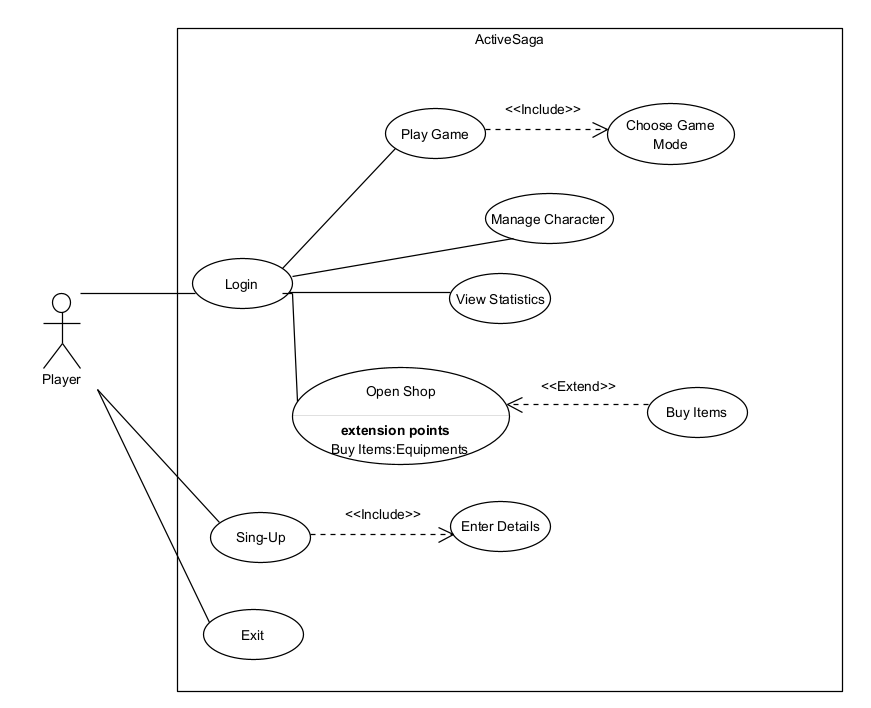 ActiveSaga
<<Include>>
Play Game
Choose Game
Mode
Manage Character
Login
View Statistics
Player
Open Shop
<<Extend>>
extension points
Buy Items:Equipments
Buy Items
<<Include>>
Sing-Up
Enter Details
Exit